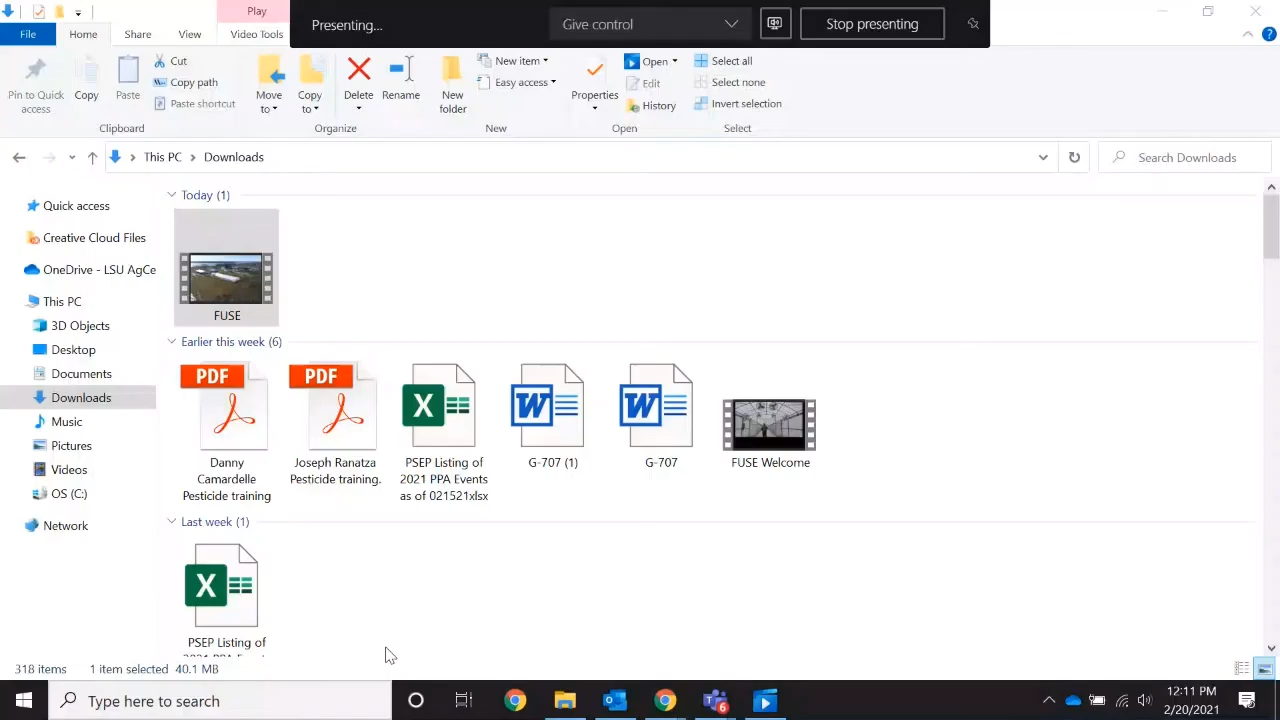 Play
Presenting...
Give control
Stop presenting
File
Home
Share
View
Video Tools
Pin to Quick
access
Copy
Paste
Cut
Copy path
Paste shortcut
Clipboard
Move
to
Copy
to
Delete
Rename
Organize
New
folder
New item
Easy access
New
Properties
Open
Edit
History
Open
Select all
Select none
Invert selection
Select
This PC
Downloads
Search Downloads
Quick access
Creative Cloud Files
OneDrive - LSU AgCe
This PC
3D Objects
Desktop
Documents
Downloads
Music
Pictures
Videos
OS (C:)
Network
Today (1)
FUSE
Earlier this week (6)
PDF
PDF
X
W
W
Danny
Camardelle
Pesticide training
Joseph Ranatza
Pesticide training.
PSEP Listing of
2021 PPA Events
as of 021521xlsx
G-707 (1)
G-707
FUSE Welcome
Last week (1)
X
PSEP Listing of
318 items
1 item selected 40.1 MB
Type here to search
6
12:11 PM
2/20/2021